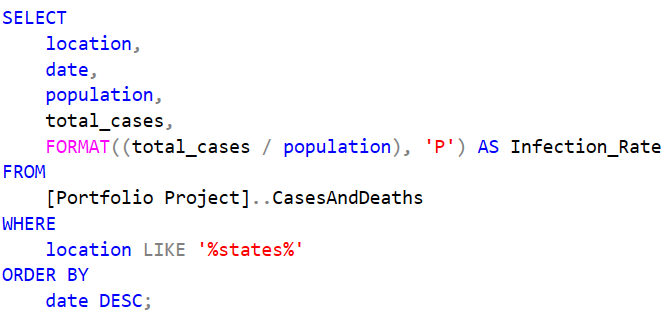 SELECT
location,
date,
population,
total_cases,
FORMAT((total_cases / population), 'P') AS Infection_Rate
FROM
[Portfolio Project]..CasesAndDeaths
WHERE
location LIKE '%states%'
ORDER BY
date DESC;